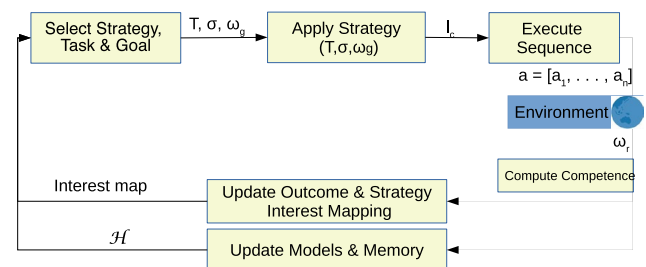 Select Strategy,
Task & Goal
T, σ, ω_g
Apply Strategy
(T,σ,ωg)
l_c
Execute
Sequence
a = [a_1, . . . , a_n]
Environment
ω_r
Compute Competence
Interest map
Update Outcome & Strategy
Interest Mapping
ℋ
Update Models & Memory